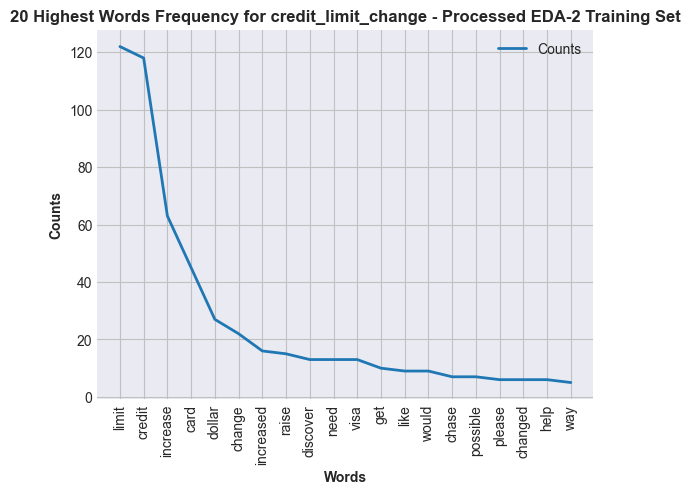 20 Highest Words Frequency for credit_limit_change - Processed EDA-2 Training Set
Counts
120
100
80
60
40
20
0
Counts
limit
credit
increase
card
dollar
change
increased
raise
discover
need
visa
get
like
would
chase
possible
please
changed
help
way
Words